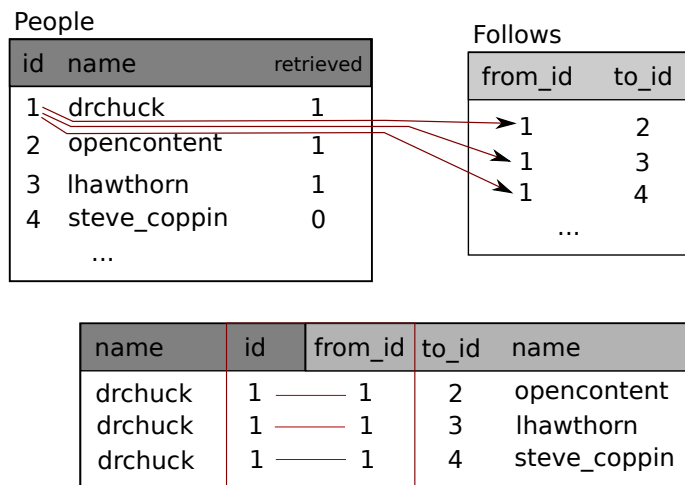 People
id name retrieved
1 drchuck 1
2 opencontent 1
3 lhawthorn 1
4 steve_coppin 0
...
Follows
from_id to_id
1 2
1 3
1 4
...
name id from_id to_id name
drchuck 1 1 2 opencontent
drchuck 1 1 3 lhawthorn
drchuck 1 1 4 steve_coppin